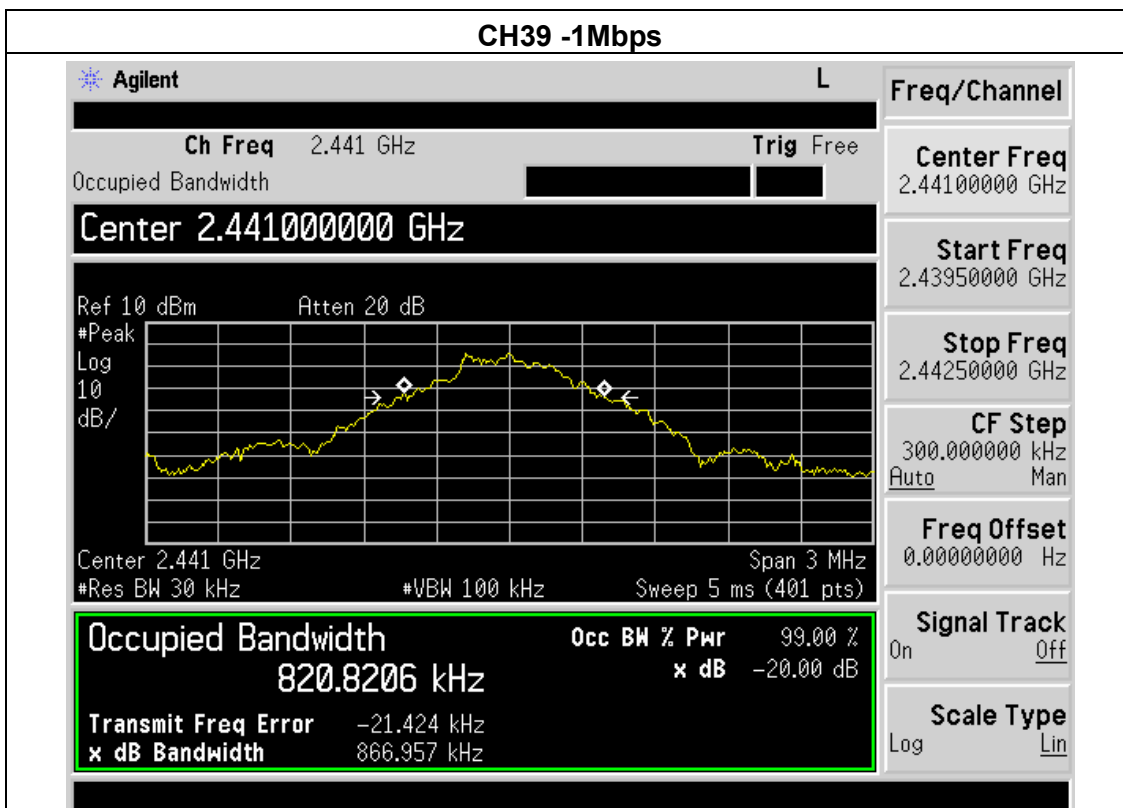 CH39 -1Mbps
Agilent
L
Ch Freq 2.441 GHz
Trig Free
Occupied Bandwidth
Center 2.441000000 GHz
Ref 10 dBm
Atten 20 dB
#Peak
Log
10
dB/
Center 2.441 GHz
Span 3 MHz
#Res BW 30 kHz
#VBW 100 kHz
Sweep 5 ms (401 pts)
Occupied Bandwidth
820.8206 kHz
Occ BW % Pwr 99.00 %
x dB -20.00 dB
Transmit Freq Error -21.424 kHz
x dB Bandwidth 866.957 kHz
Freq/Channel
Center Freq
2.44100000 GHz
Start Freq
2.43950000 GHz
Stop Freq
2.44250000 GHz
CF Step
300.000000 kHz
Auto Man
Freq Offset
0.00000000 Hz
Signal Track
On Off
Scale Type
Log Lin